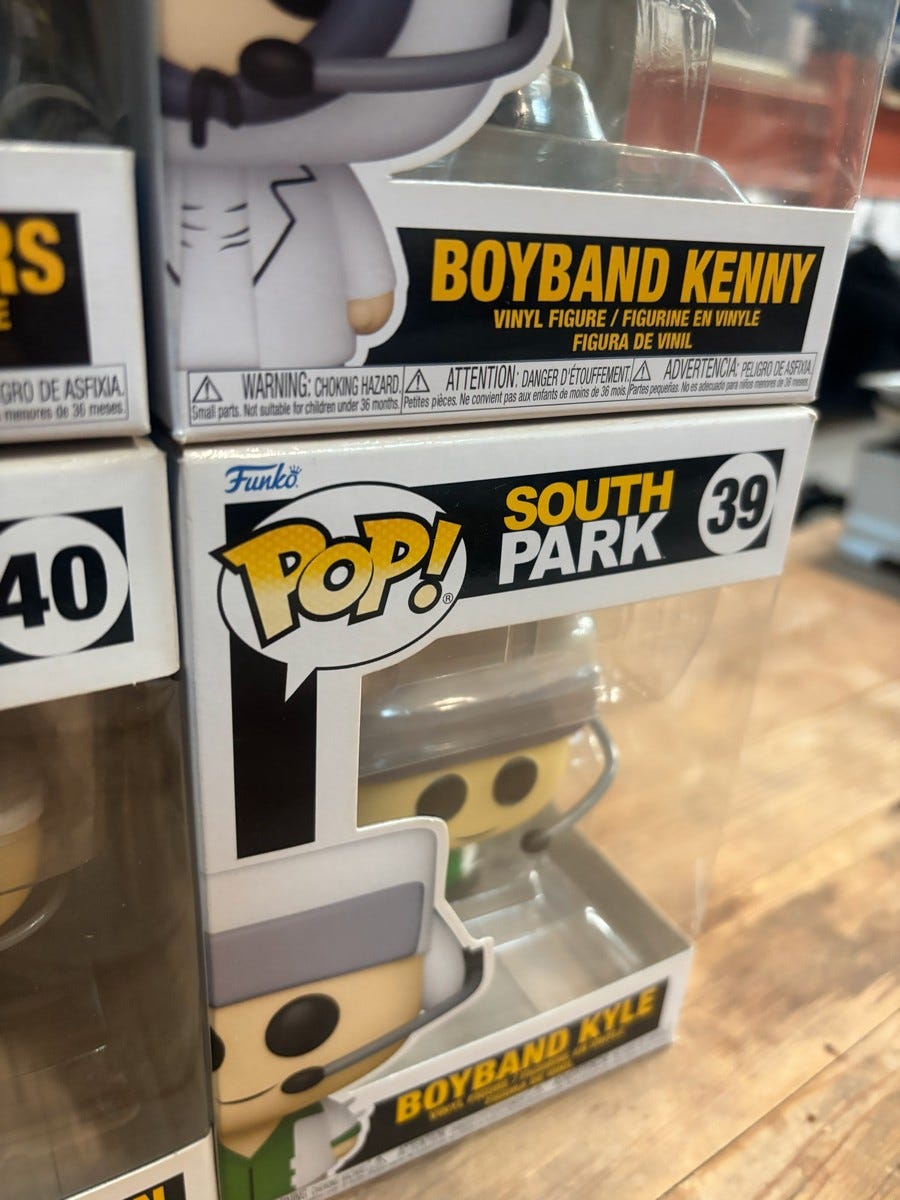 RS
E
GRO DE ASFIXIA.
menores de 36 meses.
BOYBAND KENNY
VINYL FIGURE / FIGURINE EN VINYLE
FIGURA DE VINIL
WARNING: CHOKING HAZARD.
Small parts. Not suitable for children under 36 months.
ATTENTION: DANGER D'ÉTOUFFEMENT.
Petites pièces. Ne convient pas aux enfants de moins de 36 mois.
ADVERTENCIA: PELIGRO DE ASFIXIA.
Partes pequeñas. No es adecuado para niños menores de 36 meses.
40
Funko
POP!®
SOUTH
PARK
39
BOYBAND KYLE